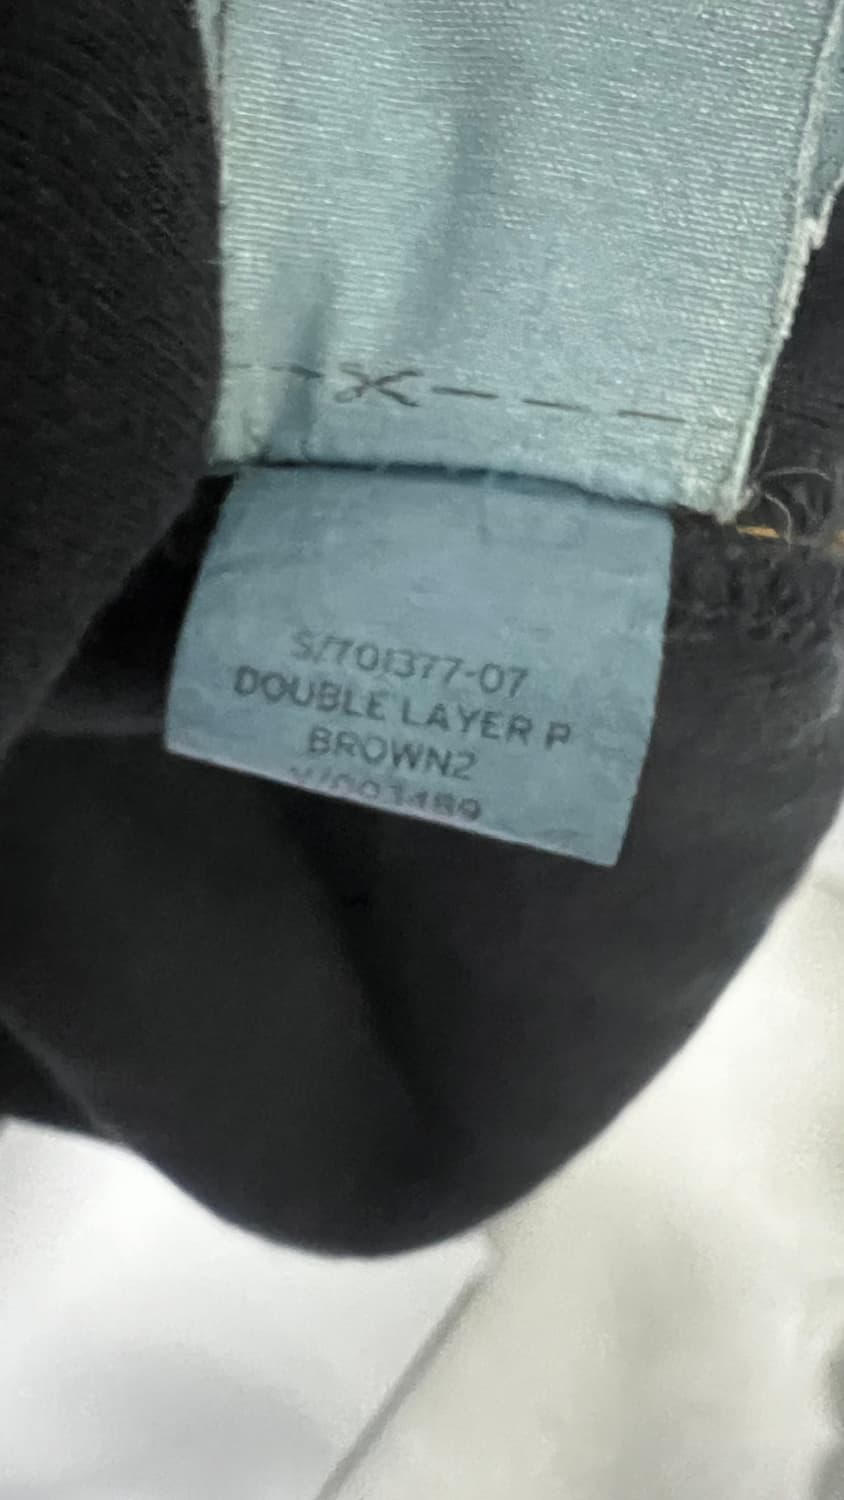 S/701377-07
DOUBLE LAYER P
BROWN2